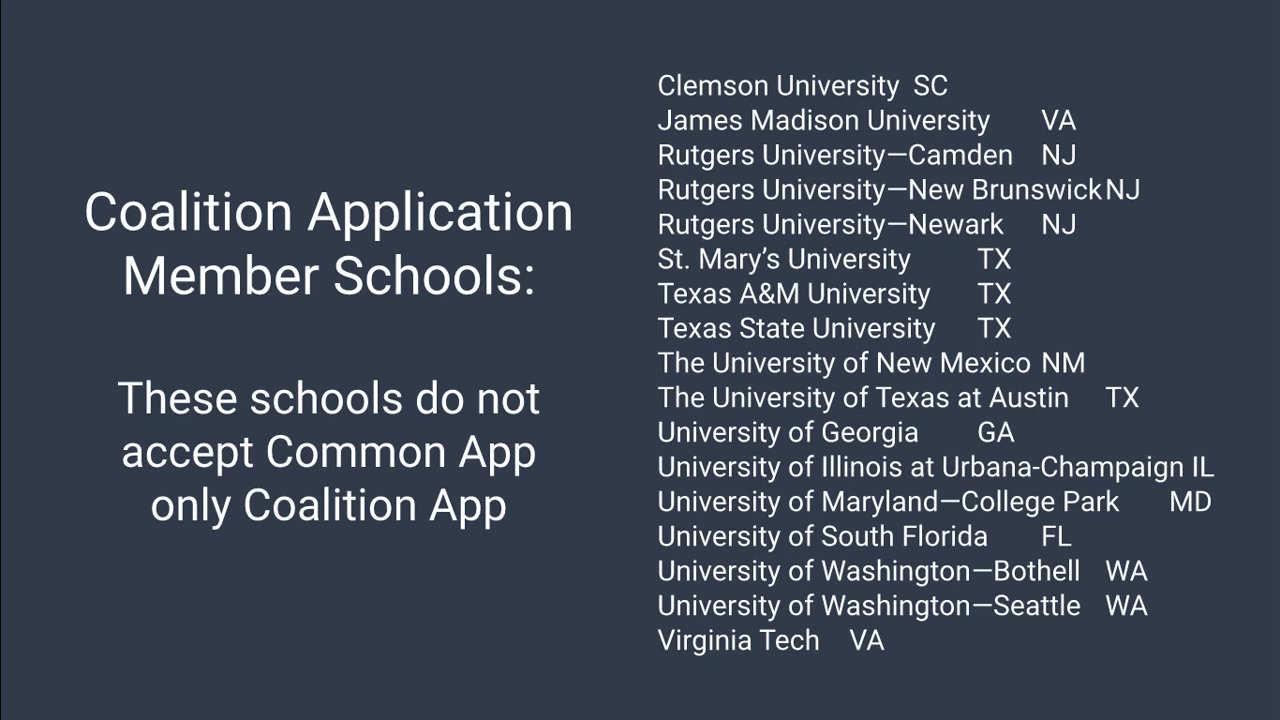 Coalition Application
Member Schools:
These schools do not
accept Common App
only Coalition App
Clemson University SC
James Madison University VA
Rutgers University—Camden NJ
Rutgers University—New Brunswick NJ
Rutgers University—Newark NJ
St. Mary’s University TX
Texas A&M University TX
Texas State University TX
The University of New Mexico NM
The University of Texas at Austin TX
University of Georgia GA
University of Illinois at Urbana-Champaign IL
University of Maryland—College Park MD
University of South Florida FL
University of Washington—Bothell WA
University of Washington—Seattle WA
Virginia Tech VA